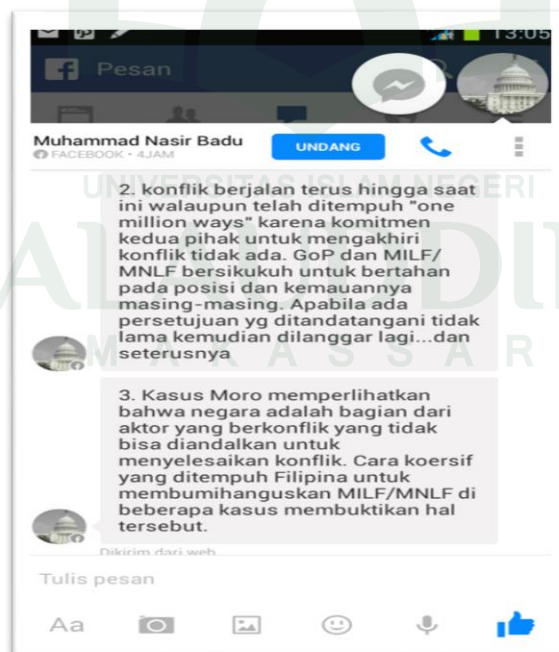 13:05
Pesan
Muhammad Nasir Badu
UNDANG
FACEBOOK • 4JAM
UNIVERSITAS ISLAM NEGERI
ALAUDDIN
MAKASSAR
2. konflik berjalan terus hingga saat
ini walaupun telah ditempuh "one
million ways" karena komitmen
kedua pihak untuk mengakhiri
konflik tidak ada. GoP dan MILF/
MNLF bersikukuh untuk bertahan
pada posisi dan kemauannya
masing-masing. Apabila ada
persetujuan yg ditandatangani tidak
lama kemudian dilanggar lagi...dan
seterusnya
3. Kasus Moro memperlihatkan
bahwa negara adalah bagian dari
aktor yang berkonflik yang tidak
bisa diandalkan untuk
menyelesaikan konflik. Cara koersif
yang ditempuh Filipina untuk
membumihanguskan MILF/MNLF di
beberapa kasus membuktikan hal
tersebut.
Dikirim dari web
Tulis pesan
Aa